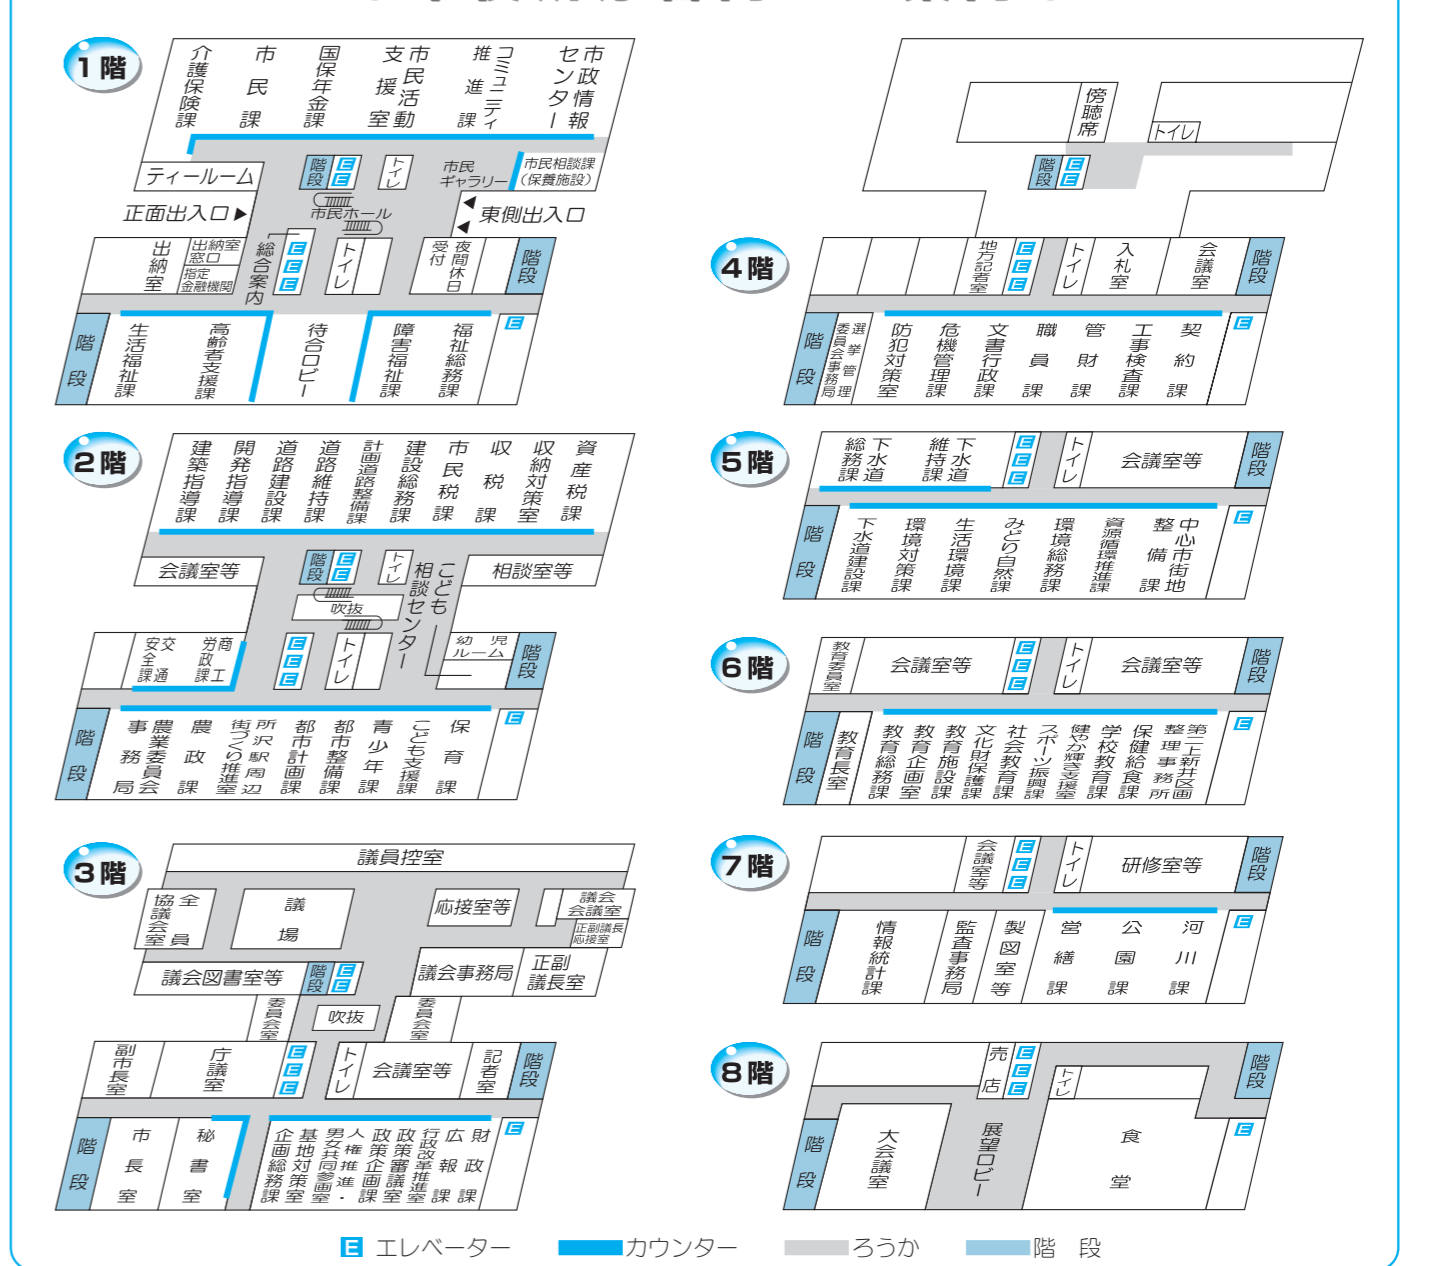 1階
介護保険課
市民課
国保年金課
市民活動支援室
コミュニティ推進課
市政情報センター
階段
E
E
トイレ
市民ギャラリー
市民相談課
(保養施設)
ティールーム
正面出入口
市民ホール
東側出入口
出納室
出納室窓口
指定金融機関
総合案内
E
E
E
トイレ
夜間休日受付
階段
階段
生活福祉課
高齢者支援課
待合ロビー
障害福祉課
福祉総務課
E
2階
建築指導課
開発指導課
道路建設課
道路維持課
計画道路整備課
建設総務課
市民税課
収税課
収納対策室
資産税課
会議室等
階段
E
E
トイレ
こども相談センター
相談室等
吹抜
交通安全課
商工労政課
E
E
E
トイレ
幼児ルーム
階段
階段
農業委員会事務局
農政課
所沢駅周辺街づくり推進室
都市計画課
都市整備課
青少年課
こども支援課
保育課
E
3階
議員控室
全員協議会室
議場
応接室等
議会会議室
正副議長応接室
議会図書室等
階段
E
E
議会事務局
正副議長室
委員会室
吹抜
委員会室
副市長室
庁議室
E
E
E
トイレ
会議室等
記者室
階段
階段
市長室
秘書室
企画総務課
基地対策室
人権推進・男女共同参画室
政策企画課
政策審議室
行政改革推進室
広報課
財政課
E
4階
傍聴席
トイレ
階段
E
E
地方記者室
E
E
E
トイレ
入札室
会議室
階段
階段
選挙管理委員会事務局
防犯対策室
危機管理課
文書行政課
職員課
管財課
工事検査課
契約課
E
5階
下水道総務課
下水道維持課
E
E
E
トイレ
会議室等
階段
階段
下水道建設課
環境対策課
生活環境課
みどり自然課
環境総務課
資源循環推進課
中心市街地整備課
E
6階
教育委員室
会議室等
E
E
E
トイレ
会議室等
階段
階段
教育長室
教育総務課
教育企画室
教育施設課
文化財保護課
社会教育課
スポーツ振興課
健やか輝き支援室
学校教育課
保健給食課
第二上新井区画整理事務所
E
7階
会議室等
E
E
E
トイレ
研修室等
階段
階段
情報統計課
監査事務局
製図室等
営繕課
公園課
河川課
E
8階
売店
E
E
E
トイレ
階段
階段
大会議室
展望ロビー
食堂
E
E エレベーター カウンター ろうか 階段